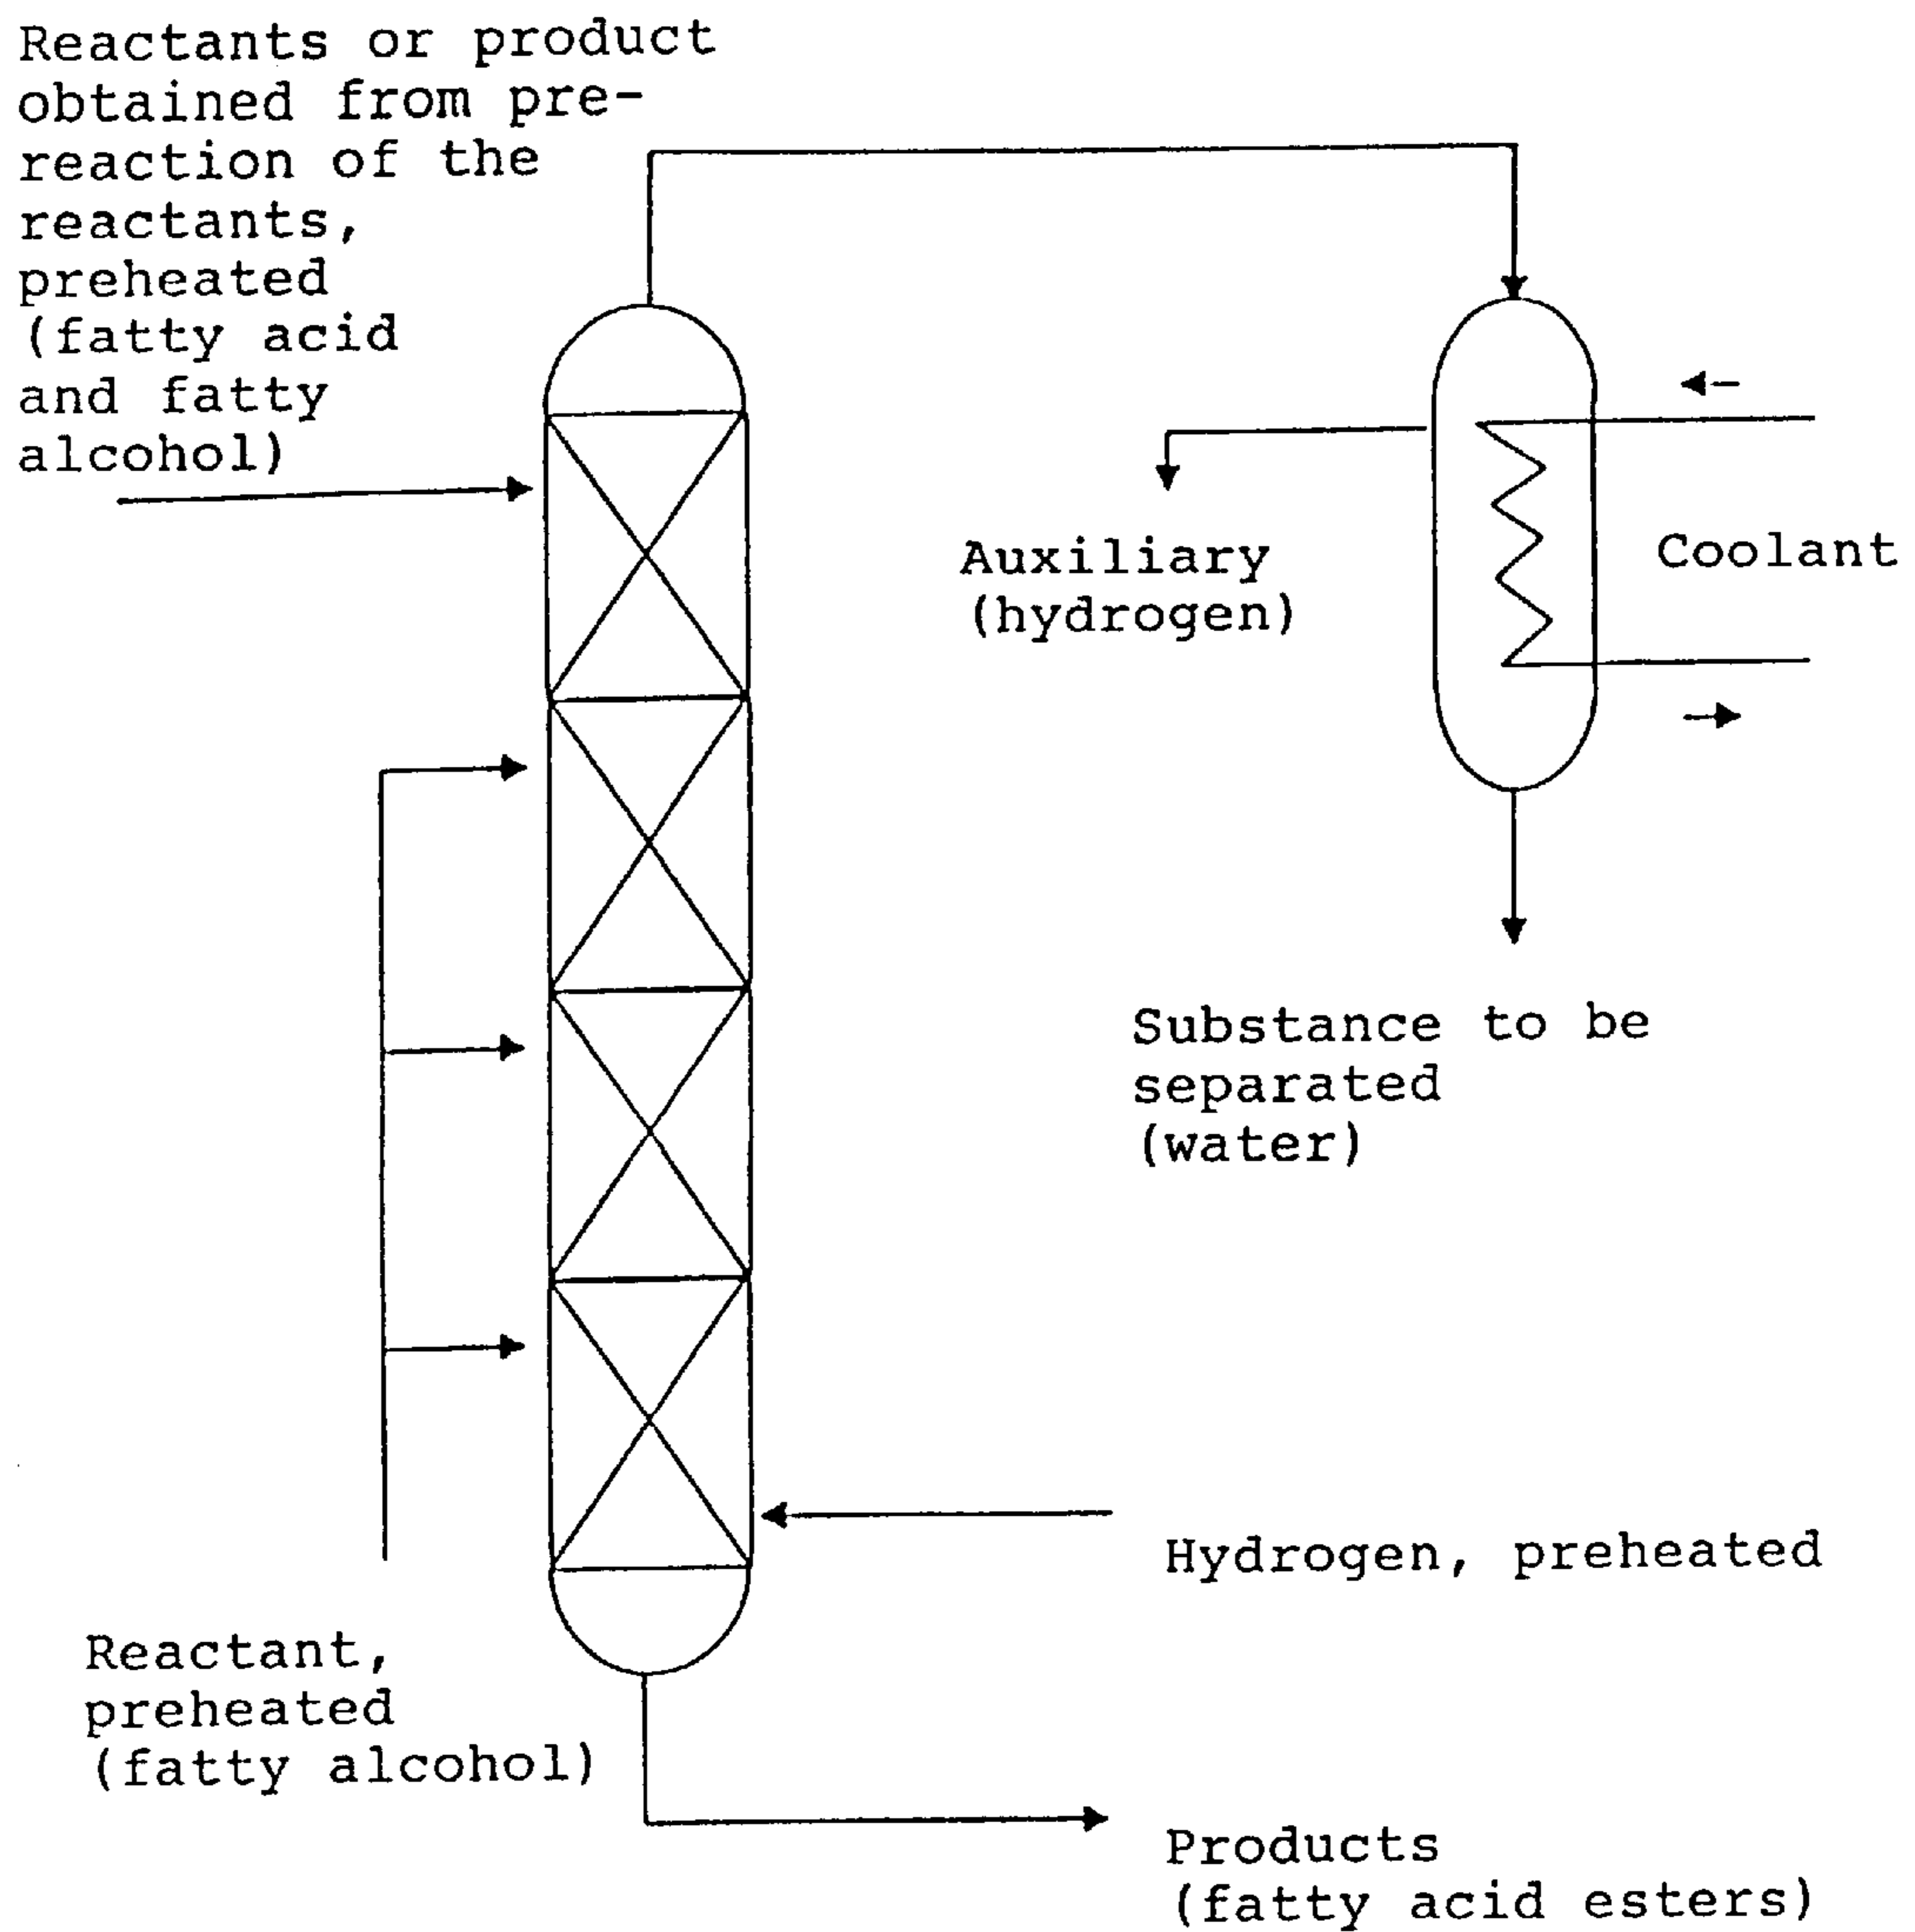 Reactants or product
obtained from pre-
reaction of the
reactants,
preheated
(fatty acid
and fatty
alcohol)
Auxiliary
(hydrogen)
Coolant
Substance to be
separated
(water)
Hydrogen, preheated
Reactant,
preheated
(fatty alcohol)
Products
(fatty acid esters)